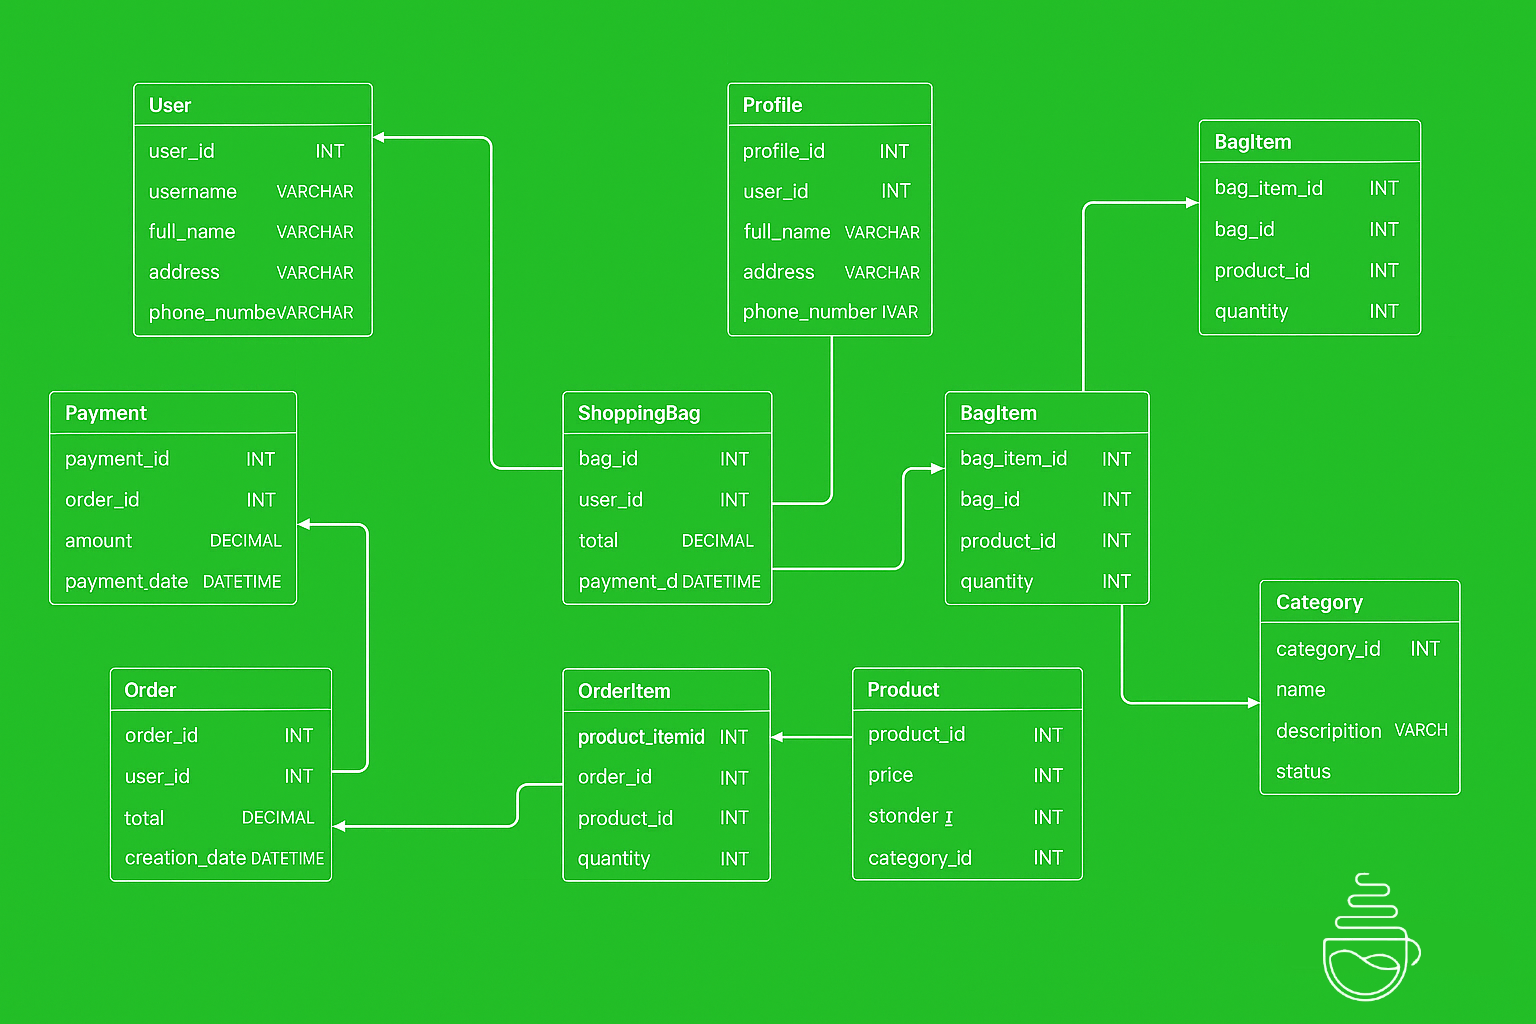 User
user_id INT
username VARCHAR
full_name VARCHAR
address VARCHAR
phone_numbeVARCHAR
Profile
profile_id INT
user_id INT
full_name VARCHAR
address VARCHAR
phone_number IVAR
BagItem
bag_item_id INT
bag_id INT
product_id INT
quantity INT
Payment
payment_id INT
order_id INT
amount DECIMAL
payment_date DATETIME
ShoppingBag
bag_id INT
user_id INT
total DECIMAL
payment_d DATETIME
BagItem
bag_item_id INT
bag_id INT
product_id INT
quantity INT
Category
category_id INT
name
descripition VARCH
status
Order
order_id INT
user_id INT
total DECIMAL
creation_date DATETIME
OrderItem
product_itemid INT
order_id INT
product_id INT
quantity INT
Product
product_id INT
price INT
stonder I INT
category_id INT